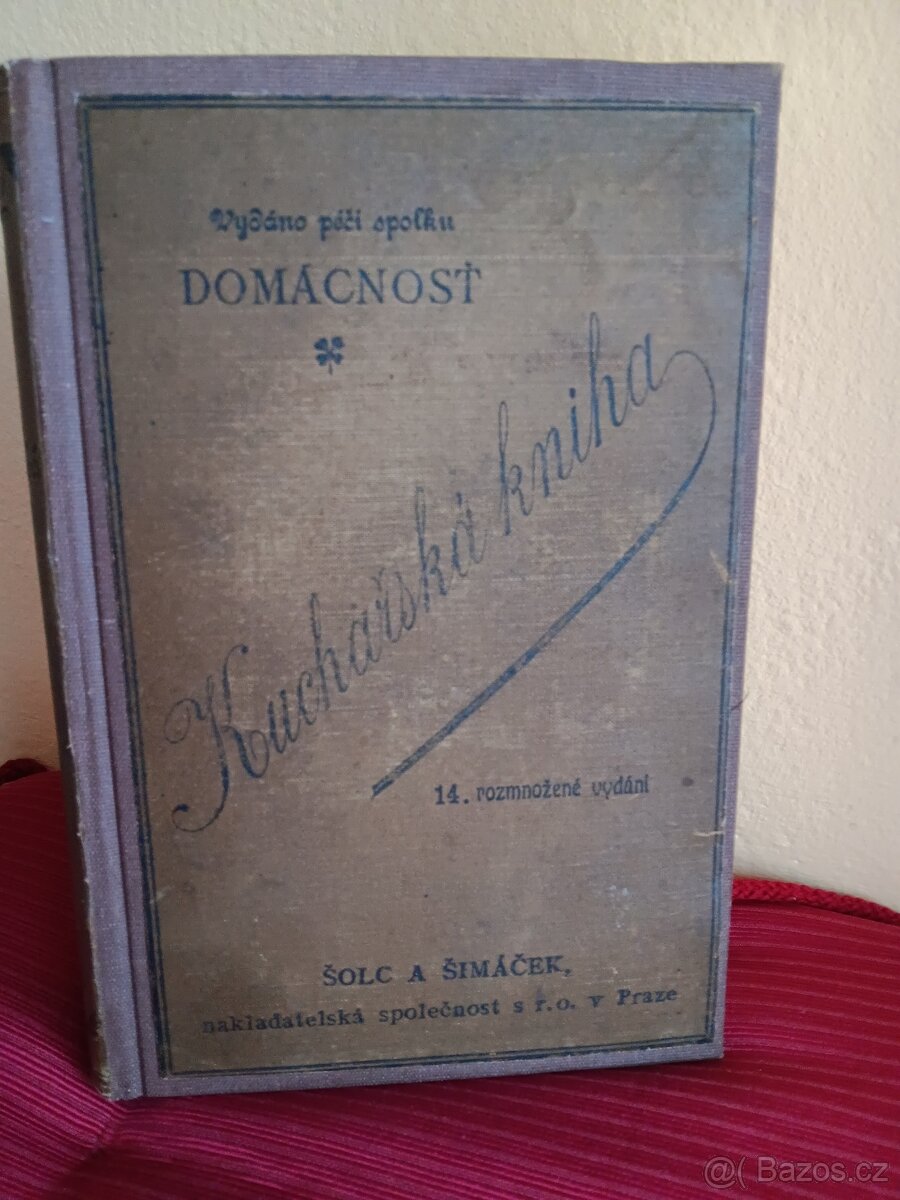 Vydáno péčí spolku
DOMÁCNOSŤ
Kuchařská kniha
14. rozmnožené vydání
ŠOLC A ŠIMÁČEK,
nakladatelská společnost s r.o. v Praze
@( Bazos.cz